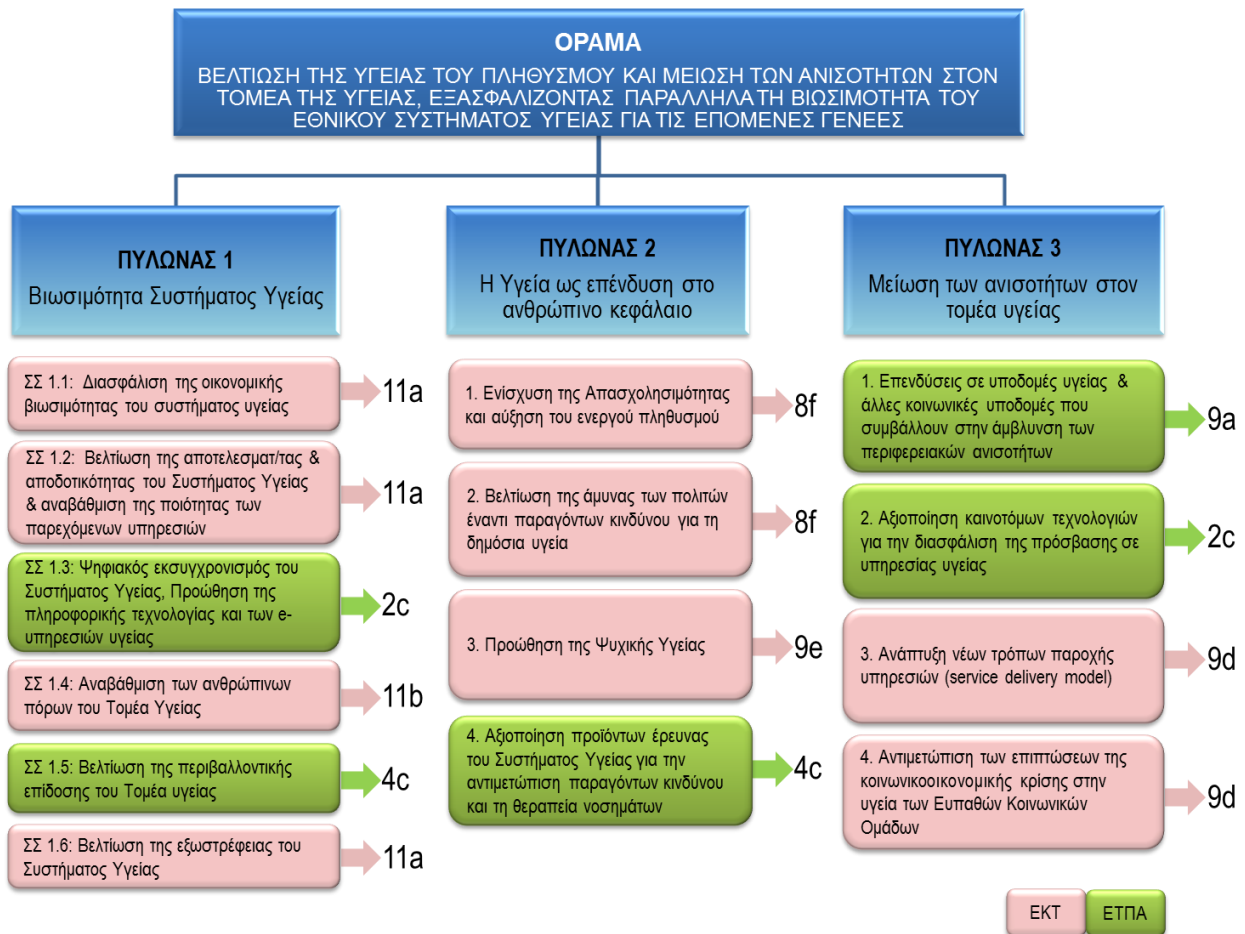 ΟΡΑΜΑ
ΒΕΛΤΙΩΣΗ ΤΗΣ ΥΓΕΙΑΣ ΤΟΥ ΠΛΗΘΥΣΜΟΥ ΚΑΙ ΜΕΙΩΣΗ ΤΩΝ ΑΝΙΣΟΤΗΤΩΝ ΣΤΟΝ
ΤΟΜΕΑ ΤΗΣ ΥΓΕΙΑΣ, ΕΞΑΣΦΑΛΙΖΟΝΤΑΣ ΠΑΡΑΛΛΗΛΑ ΤΗ ΒΙΩΣΙΜΟΤΗΤΑ ΤΟΥ
ΕΘΝΙΚΟΥ ΣΥΣΤΗΜΑΤΟΣ ΥΓΕΙΑΣ ΓΙΑ ΤΙΣ ΕΠΟΜΕΝΕΣ ΓΕΝΕΕΣ
ΠΥΛΩΝΑΣ 1
Βιωσιμότητα Συστήματος Υγείας
ΣΣ 1.1: Διασφάλιση της οικονομικής
βιωσιμότητας του συστήματος υγείας
11a
ΣΣ 1.2: Βελτίωση της αποτελεσματ/τας &
αποδοτικότητας του Συστήματος Υγείας
& αναβάθμιση της ποιότητας των
παρεχόμενων υπηρεσιών
11a
ΣΣ 1.3: Ψηφιακός εκσυγχρονισμός του
Συστήματος Υγείας, Προώθηση της
πληροφορικής τεχνολογίας και των e-
υπηρεσιών υγείας
2c
ΣΣ 1.4: Αναβάθμιση των ανθρώπινων
πόρων του Τομέα Υγείας
11b
ΣΣ 1.5: Βελτίωση της περιβαλλοντικής
επίδοσης του Τομέα υγείας
4c
ΣΣ 1.6: Βελτίωση της εξωστρέφειας του
Συστήματος Υγείας
11a
ΠΥΛΩΝΑΣ 2
Η Υγεία ως επένδυση στο
ανθρώπινο κεφάλαιο
1. Ενίσχυση της Απασχολησιμότητας
και αύξηση του ενεργού πληθυσμού
8f
2. Βελτίωση της άμυνας των πολιτών
έναντι παραγόντων κινδύνου για τη
δημόσια υγεία
8f
3. Προώθηση της Ψυχικής Υγείας
9e
4. Αξιοποίηση προϊόντων έρευνας
του Συστήματος Υγείας για την
αντιμετώπιση παραγόντων κινδύνου
και τη θεραπεία νοσημάτων
4c
ΠΥΛΩΝΑΣ 3
Μείωση των ανισοτήτων στον
τομέα υγείας
1. Επενδύσεις σε υποδομές υγείας &
άλλες κοινωνικές υποδομές που
συμβάλλουν στην άμβλυνση των
περιφερειακών ανισοτήτων
9a
2. Αξιοποίηση καινοτόμων τεχνολογιών
για την διασφάλιση της πρόσβασης σε
υπηρεσίας υγείας
2c
3. Ανάπτυξη νέων τρόπων παροχής
υπηρεσιών (service delivery model)
9d
4. Αντιμετώπιση των επιπτώσεων της
κοινωνικοοικονομικής κρίσης στην
υγεία των Ευπαθών Κοινωνικών
Ομάδων
9d
ΕΚΤ
ΕΤΠΑ